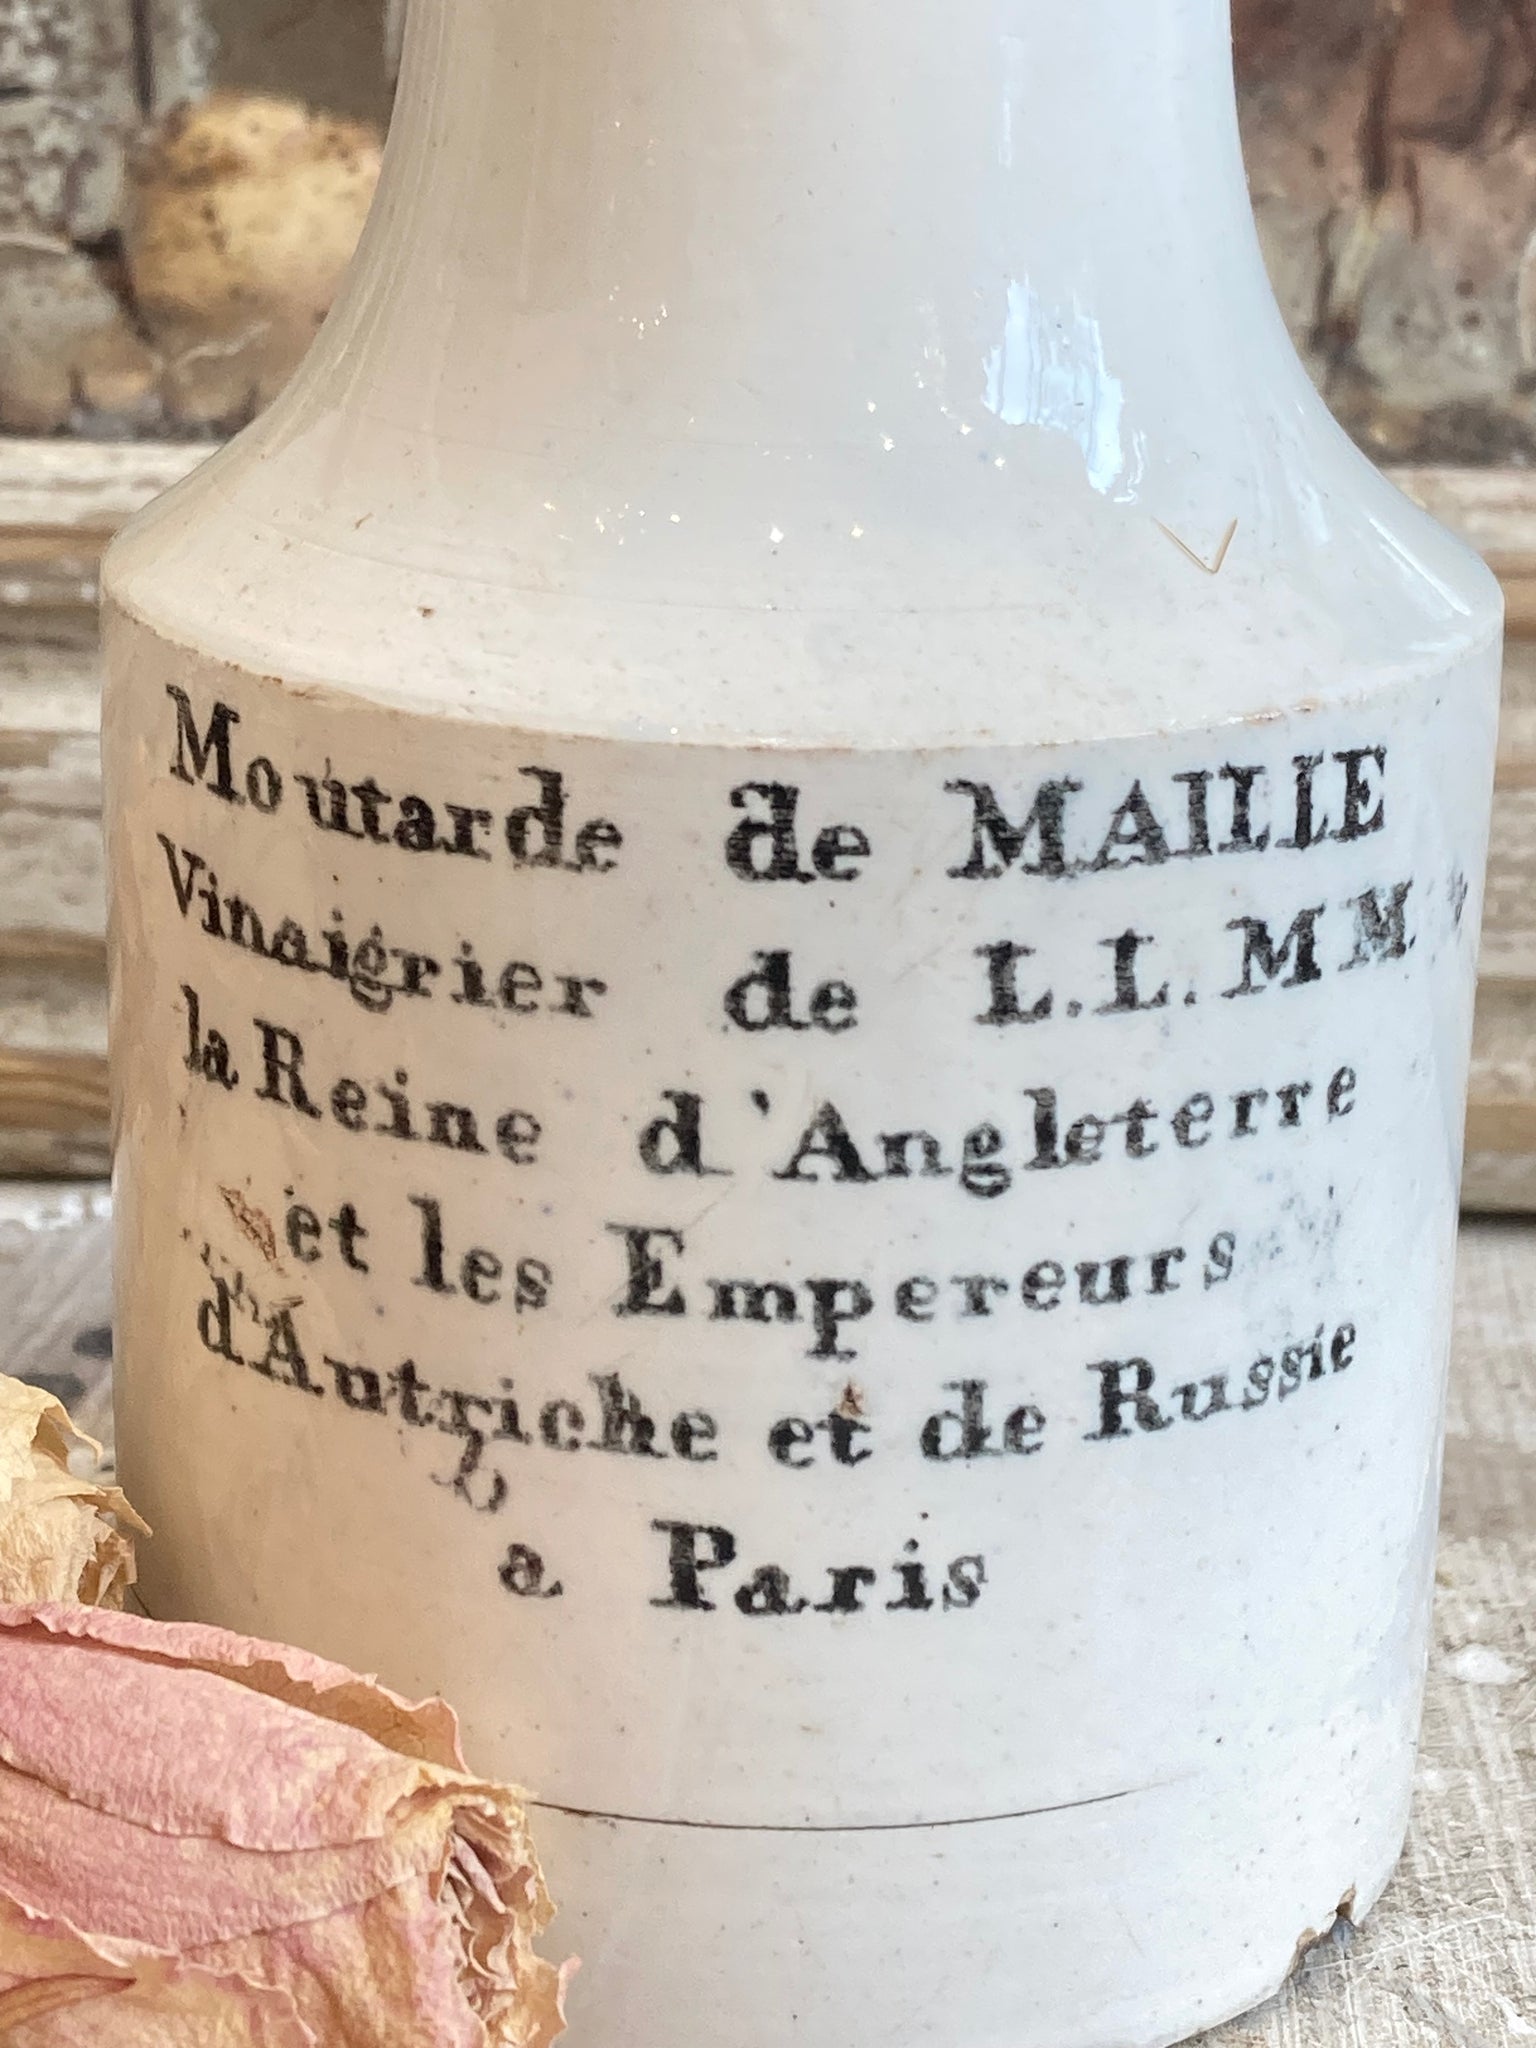 Moutarde de MAILLE
Vinaigrier de L.L.MM.
la Reine d'Angleterre
et les Empereurs
d'Autriche et de Russie
a Paris